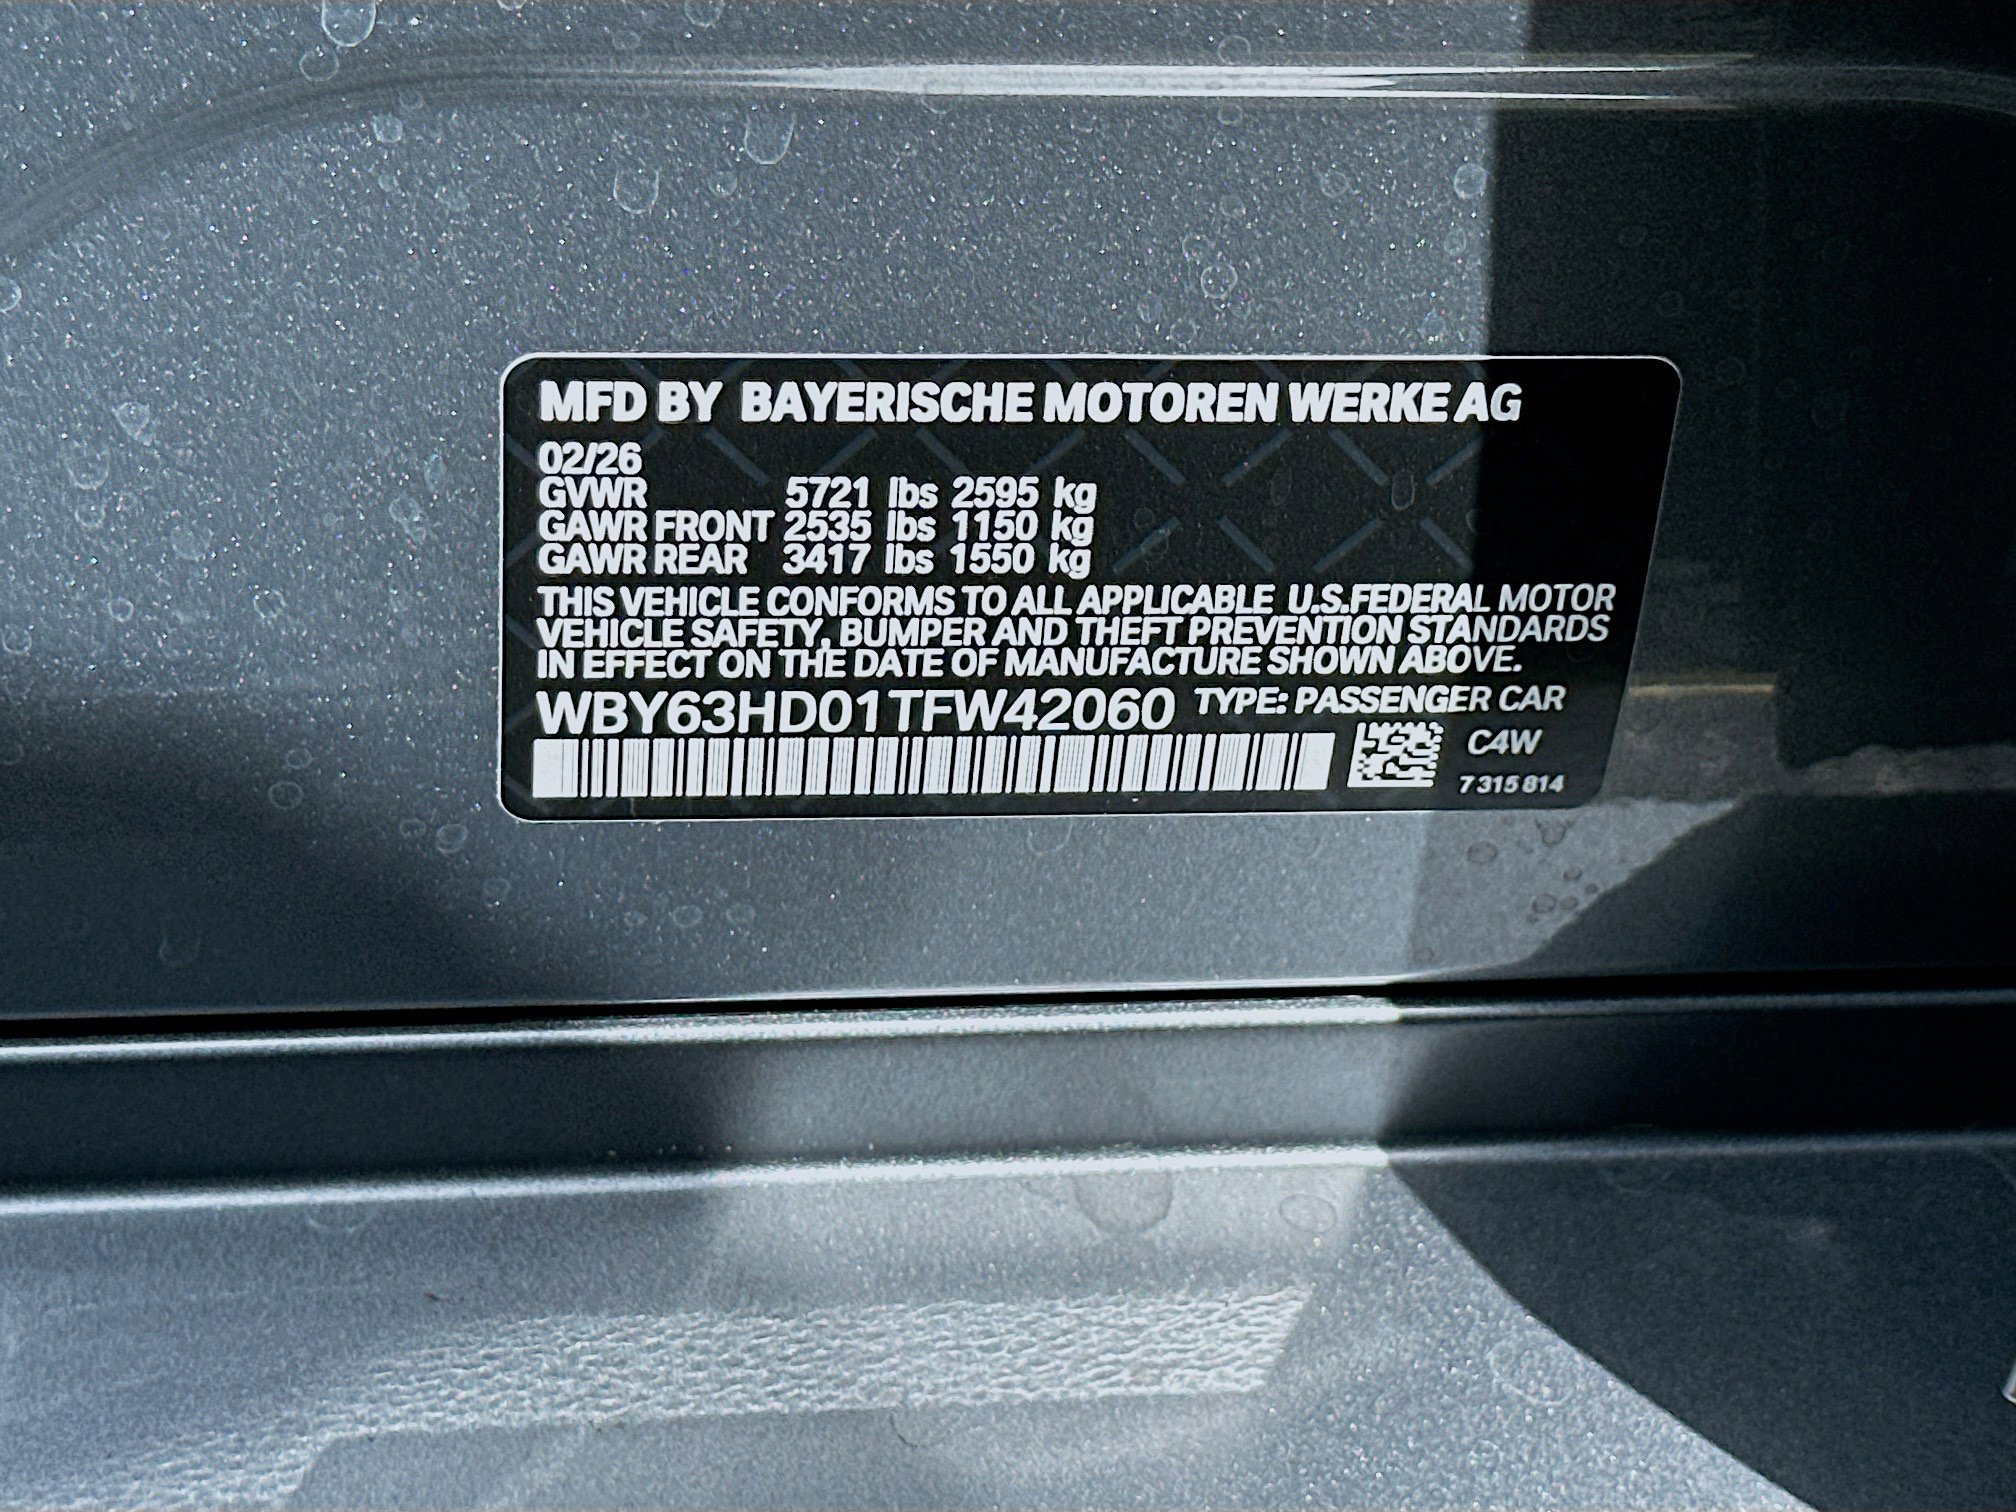 MFD BY BAYERISCHE MOTOREN WERKE AG
02/26
GVWR 5721 lbs 2595 kg
GAWR FRONT 2535 lbs 1150 kg
GAWR REAR 3417 lbs 1550 kg
THIS VEHICLE CONFORMS TO ALL APPLICABLE U.S.FEDERAL MOTOR
VEHICLE SAFETY, BUMPER AND THEFT PREVENTION STANDARDS
IN EFFECT ON THE DATE OF MANUFACTURE SHOWN ABOVE.
WBY63HD01TFW42060 TYPE: PASSENGER CAR
C4W
7 315 814